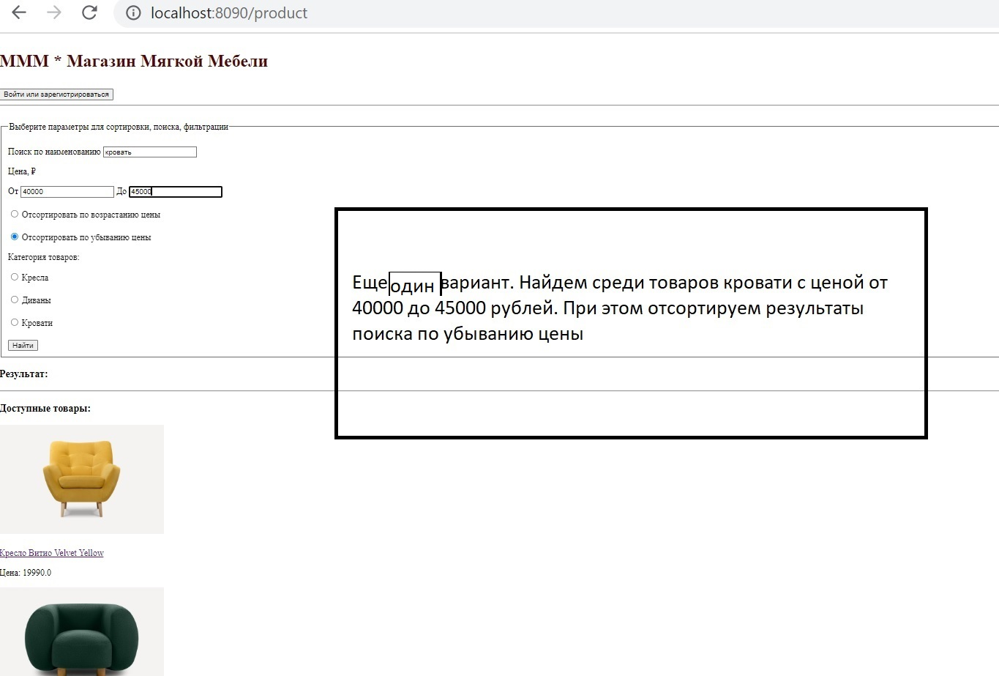 localhost:8090/product
МММ * Магазин Мягкой Мебели
Войти или зарегистрироваться
Выберите параметры для сортировки, поиска, фильтрации
Поиск по наименованию кровать
Цена, ₽
От 40000 До 45000
Отсортировать по возрастанию цены
Отсортировать по убыванию цены
Категория товаров:
Кресла
Диваны
Кровати
Найти
Еще один вариант. Найдем среди товаров кровати с ценой от
40000 до 45000 рублей. При этом отсортируем результаты
поиска по убыванию цены
Результат:
Доступные товары:
Кресло Витио Velvet Yellow
Цена: 19990.0